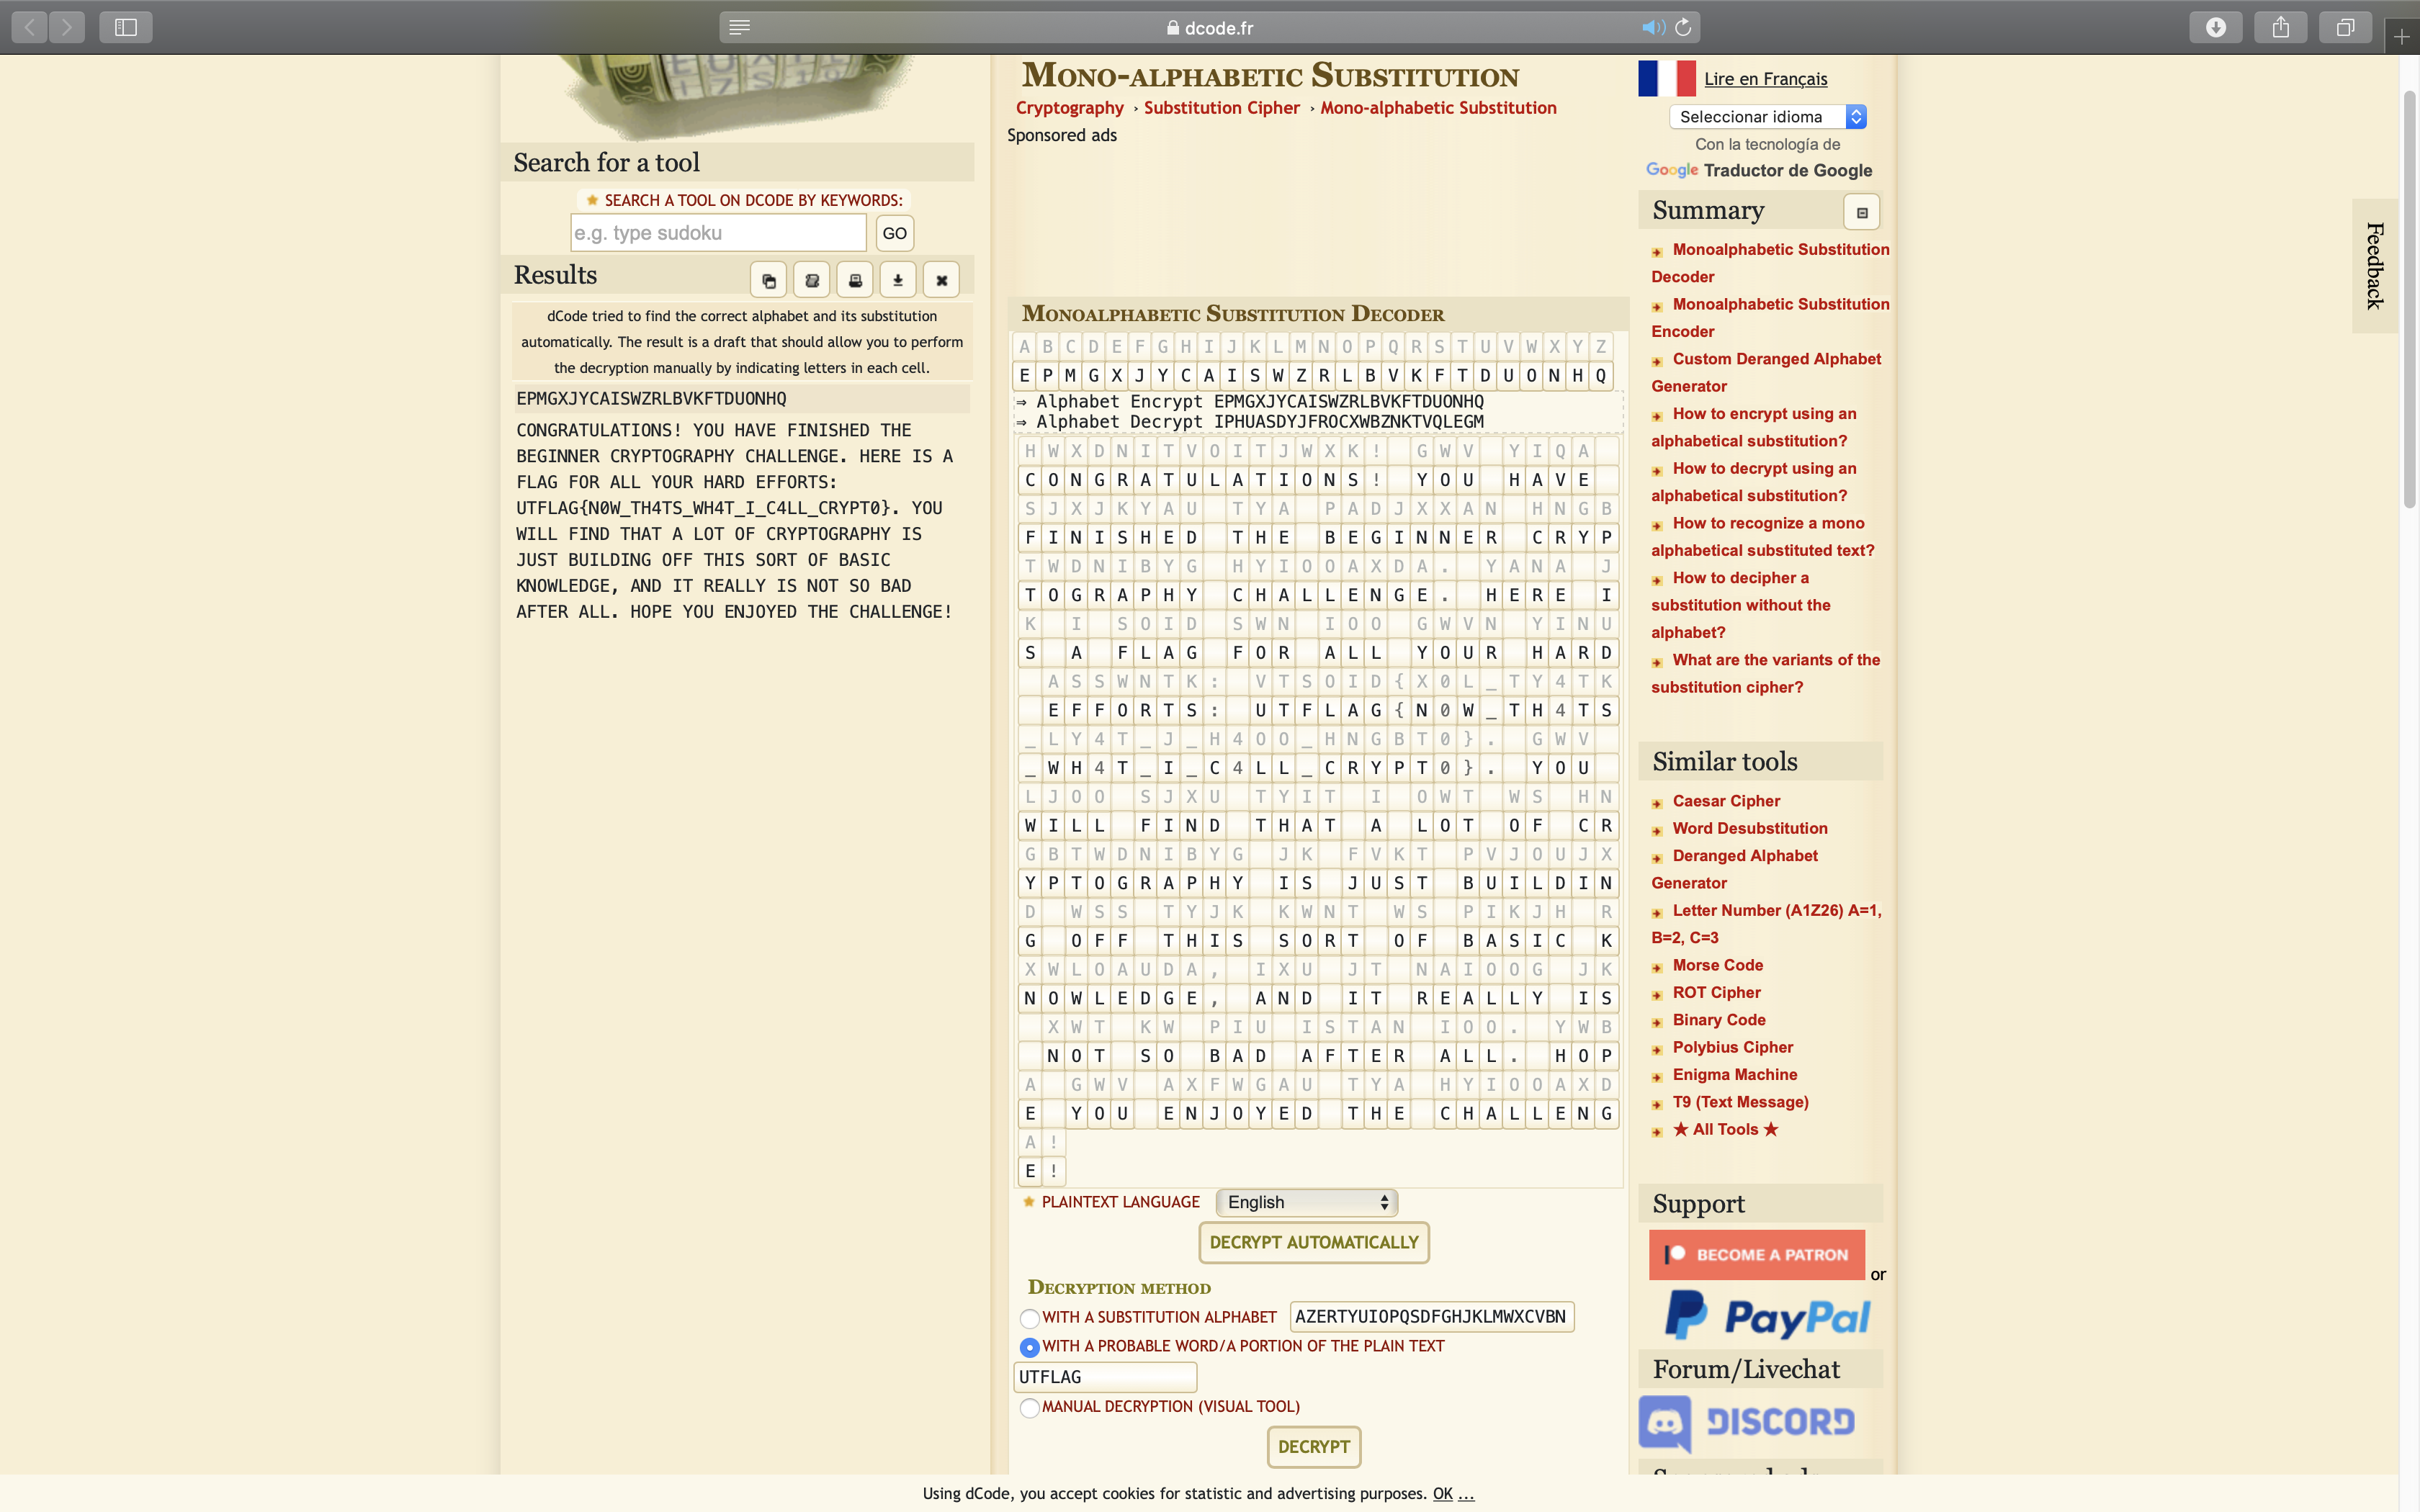 dcode.fr
MONO-ALPHABETIC SUBSTITUTION
Cryptography › Substitution Cipher › Mono-alphabetic Substitution
Sponsored ads
Search for a tool
SEARCH A TOOL ON DCODE BY KEYWORDS:
e.g. type sudoku
GO
Results
dCode tried to find the correct alphabet and its substitution
automatically. The result is a draft that should allow you to perform
the decryption manually by indicating letters in each cell.
EPMGXJYCAISWZRLBVKFTDUONHQ
CONGRATULATIONS! YOU HAVE FINISHED THE
BEGINNER CRYPTOGRAPHY CHALLENGE. HERE IS A
FLAG FOR ALL YOUR HARD EFFORTS:
UTFLAG{N0W_TH4TS_WH4T_I_C4LL_CRYPT0}. YOU
WILL FIND THAT A LOT OF CRYPTOGRAPHY IS
JUST BUILDING OFF THIS SORT OF BASIC
KNOWLEDGE, AND IT REALLY IS NOT SO BAD
AFTER ALL. HOPE YOU ENJOYED THE CHALLENGE!
MONOALPHABETIC SUBSTITUTION DECODER
A B C D E F G H I J K L M N O P Q R S T U V W X Y Z
E P M G X J Y C A I S W Z R L B V K F T D U O N H Q
⇒ Alphabet Encrypt EPMGXJYCAISWZRLBVKFTDUONHQ
⇒ Alphabet Decrypt IPHUASDYJFROCXWBZNKTVQLEGM
H W X D N I T V O I T J W X K ! G W V Y I Q A
C O N G R A T U L A T I O N S ! Y O U H A V E
S J X J K Y A U T Y A P A D J X X A N H N G B
F I N I S H E D T H E B E G I N N E R C R Y P
T W D N I B Y G H Y I O O A X D A . Y A N A J
T O G R A P H Y C H A L L E N G E . H E R E I
K I S O I D S W N I O O G W V N Y I N U
S A F L A G F O R A L L Y O U R H A R D
A S S W N T K : V T S O I D { X 0 L _ T Y 4 T K
E F F O R T S : U T F L A G { N 0 W _ T H 4 T S
_ L Y 4 T _ J _ H 4 O O _ H N G B T 0 } . G W V
_ W H 4 T _ I _ C 4 L L _ C R Y P T 0 } . Y O U
L J O O S J X U T Y I T I O W T W S H N
W I L L F I N D T H A T A L O T O F C R
G B T W D N I B Y G J K F V K T P V J O U J X
Y P T O G R A P H Y I S J U S T B U I L D I N
D W S S T Y J K K W N T W S P I K J H R
G O F F T H I S S O R T O F B A S I C K
X W L O A U D A , I X U J T N A I O O G J K
N O W L E D G E , A N D I T R E A L L Y I S
X W T K W P I U I S T A N I O O . Y W B
N O T S O B A D A F T E R A L L . H O P
A G W V A X F W G A U T Y A H Y I O O A X D
E Y O U E N J O Y E D T H E C H A L L E N G
A !
E !
PLAINTEXT LANGUAGE English
DECRYPT AUTOMATICALLY
DECRYPTION METHOD
WITH A SUBSTITUTION ALPHABET AZERTYUIOPQSDFGHJKLMWXCVBN
WITH A PROBABLE WORD/A PORTION OF THE PLAIN TEXT
UTFLAG
MANUAL DECRYPTION (VISUAL TOOL)
DECRYPT
Lire en Français
Seleccionar idioma
Con la tecnología de
Google Traductor de Google
Summary
Monoalphabetic Substitution
Decoder
Monoalphabetic Substitution
Encoder
Custom Deranged Alphabet
Generator
How to encrypt using an
alphabetical substitution?
How to decrypt using an
alphabetical substitution?
How to recognize a mono
alphabetical substituted text?
How to decipher a
substitution without the
alphabet?
What are the variants of the
substitution cipher?
Similar tools
Caesar Cipher
Word Desubstitution
Deranged Alphabet
Generator
Letter Number (A1Z26) A=1,
B=2, C=3
Morse Code
ROT Cipher
Binary Code
Polybius Cipher
Enigma Machine
T9 (Text Message)
★ All Tools ★
Support
BECOME A PATRON or
PayPal
Forum/Livechat
DISCORD
Feedback
Using dCode, you accept cookies for statistic and advertising purposes. OK ...